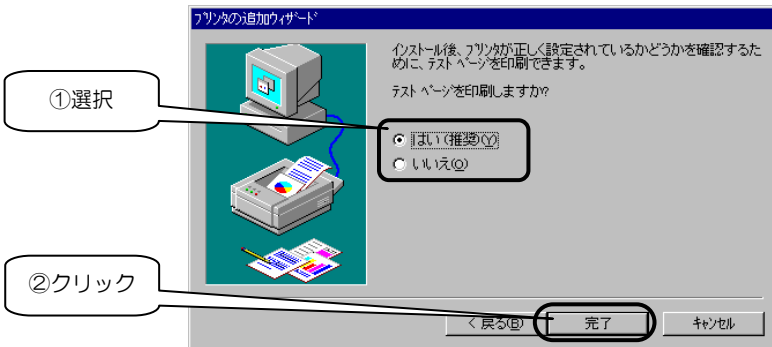 プリンタの追加ウィザード
インストール後、プリンタが正しく設定されているかどうかを確認するた
めに、テスト ページを印刷できます。
テスト ページを印刷しますか?
①選択
はい(推奨)(Y)
いいえ(O)
②クリック
< 戻る(B)
完了
キャンセル